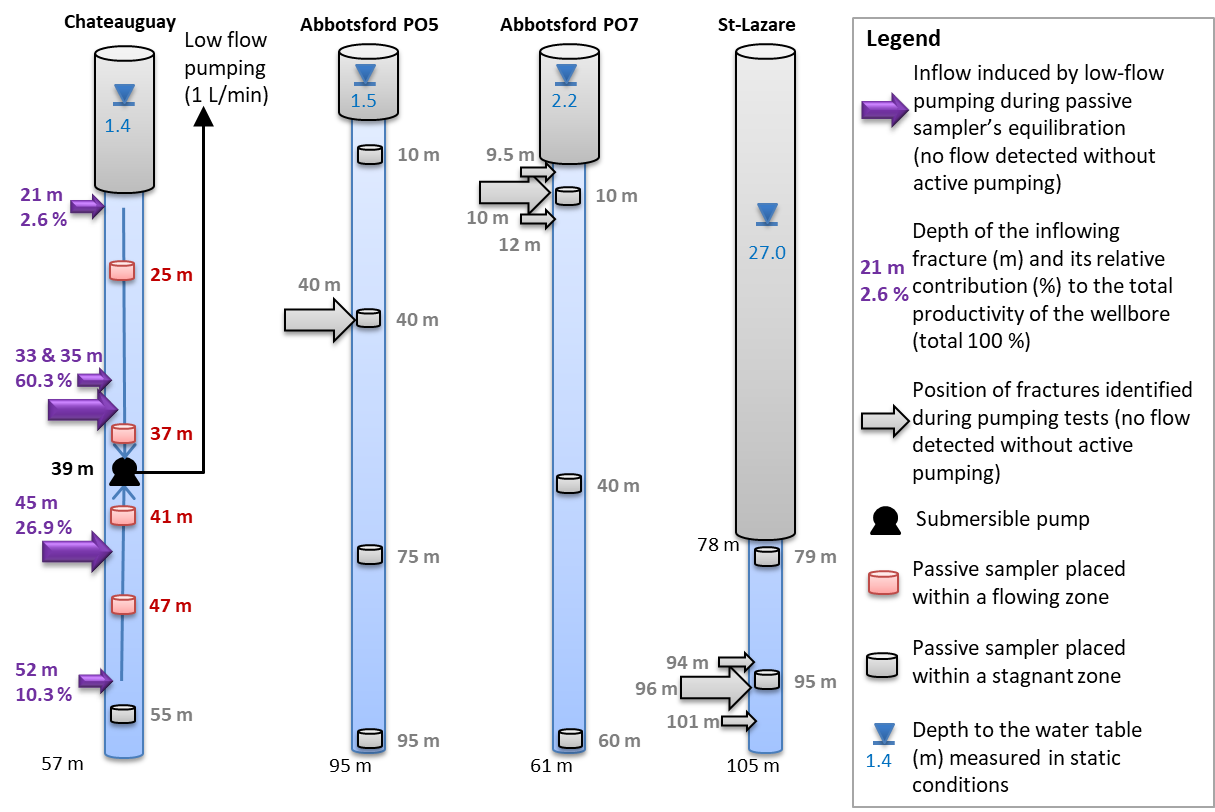 Chateauguay
Low flow
pumping
(1 L/min)
1.4
21 m
2.6 %
25 m
33 & 35 m
60.3 %
37 m
39 m
45 m
26.9 %
41 m
47 m
52 m
10.3 %
55 m
57 m
Abbotsford PO5
1.5
10 m
40 m
40 m
75 m
95 m
95 m
Abbotsford PO7
2.2
9.5 m
10 m
10 m
12 m
40 m
60 m
61 m
St-Lazare
27.0
78 m
79 m
94 m
96 m
95 m
101 m
105 m
Legend
Inflow induced by low-flow
pumping during passive
sampler’s equilibration
(no flow detected without
active pumping)
21 m
2.6 %
Depth of the inflowing
fracture (m) and its relative
contribution (%) to the total
productivity of the wellbore
(total 100 %)
Position of fractures identified
during pumping tests (no flow
detected without active
pumping)
Submersible pump
Passive sampler placed
within a flowing zone
Passive sampler placed
within a stagnant zone
1.4
Depth to the water table
(m) measured in static
conditions